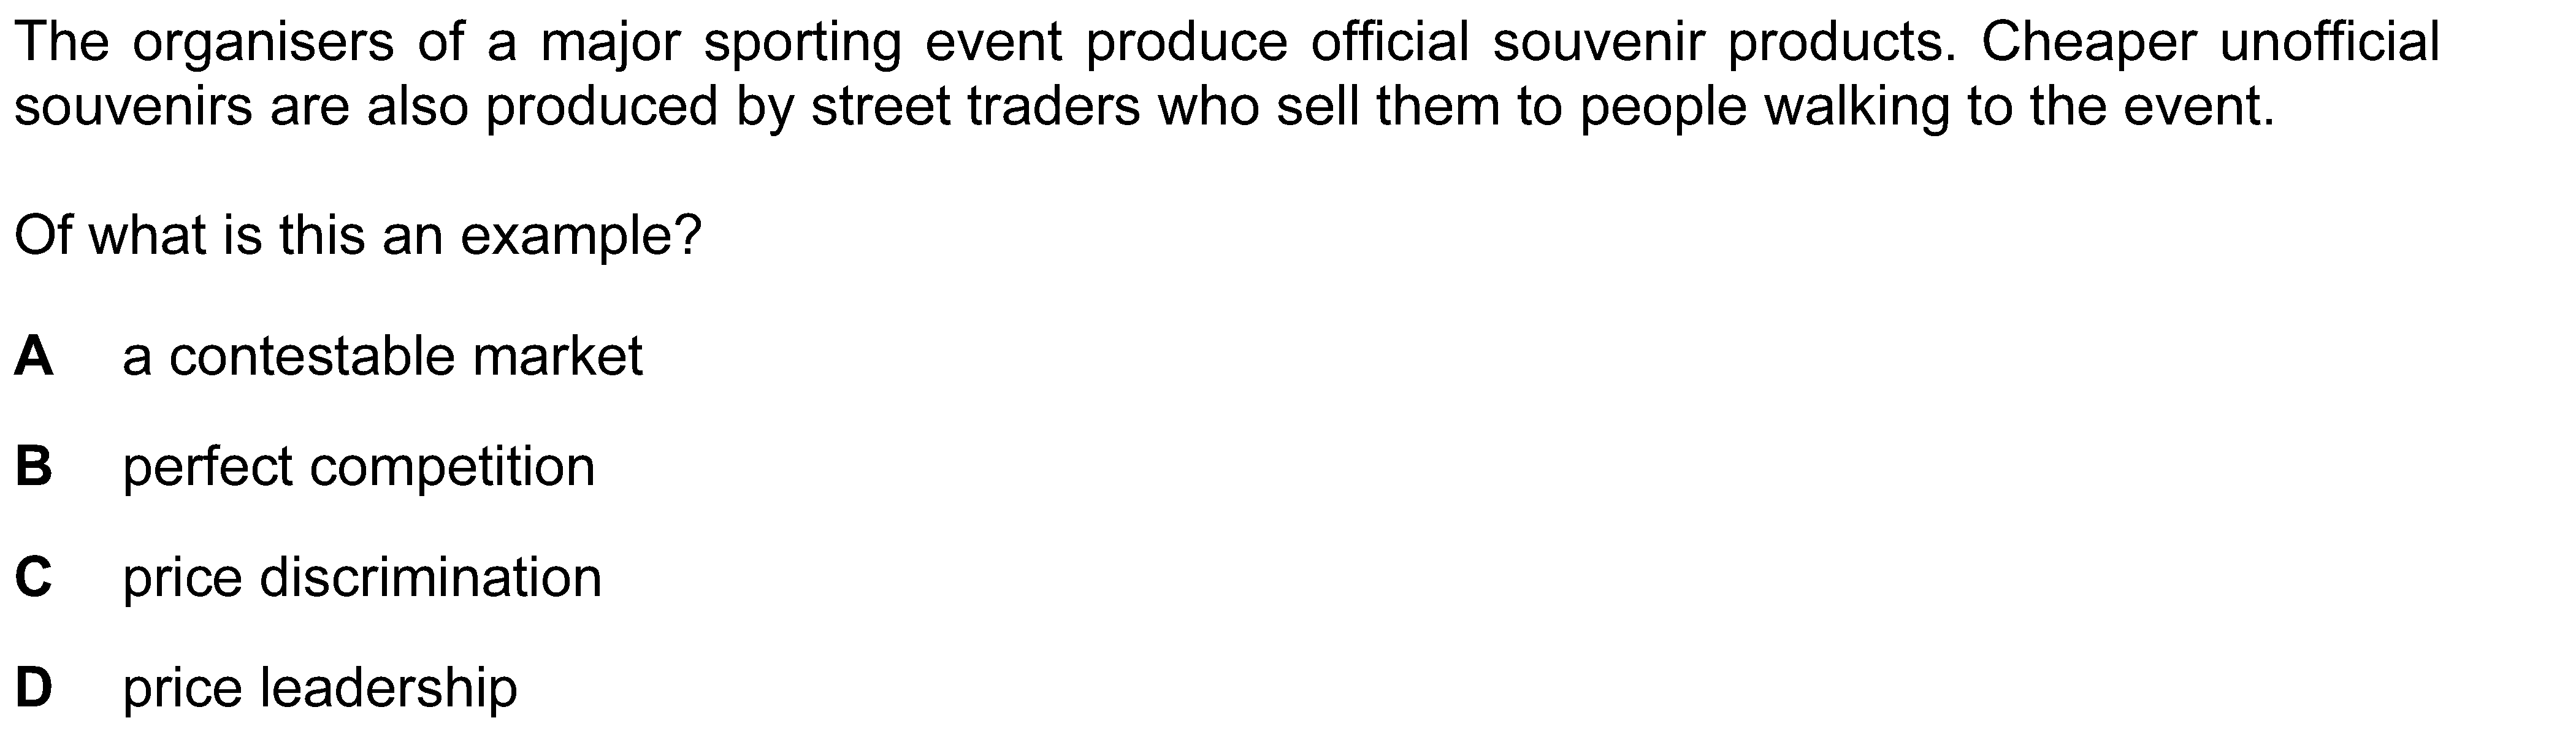 The organisers of a major sporting event produce official souvenir products. Cheaper unofficial
souvenirs are also produced by street traders who sell them to people walking to the event.
Of what is this an example?
A a contestable market
B perfect competition
C price discrimination
D price leadership